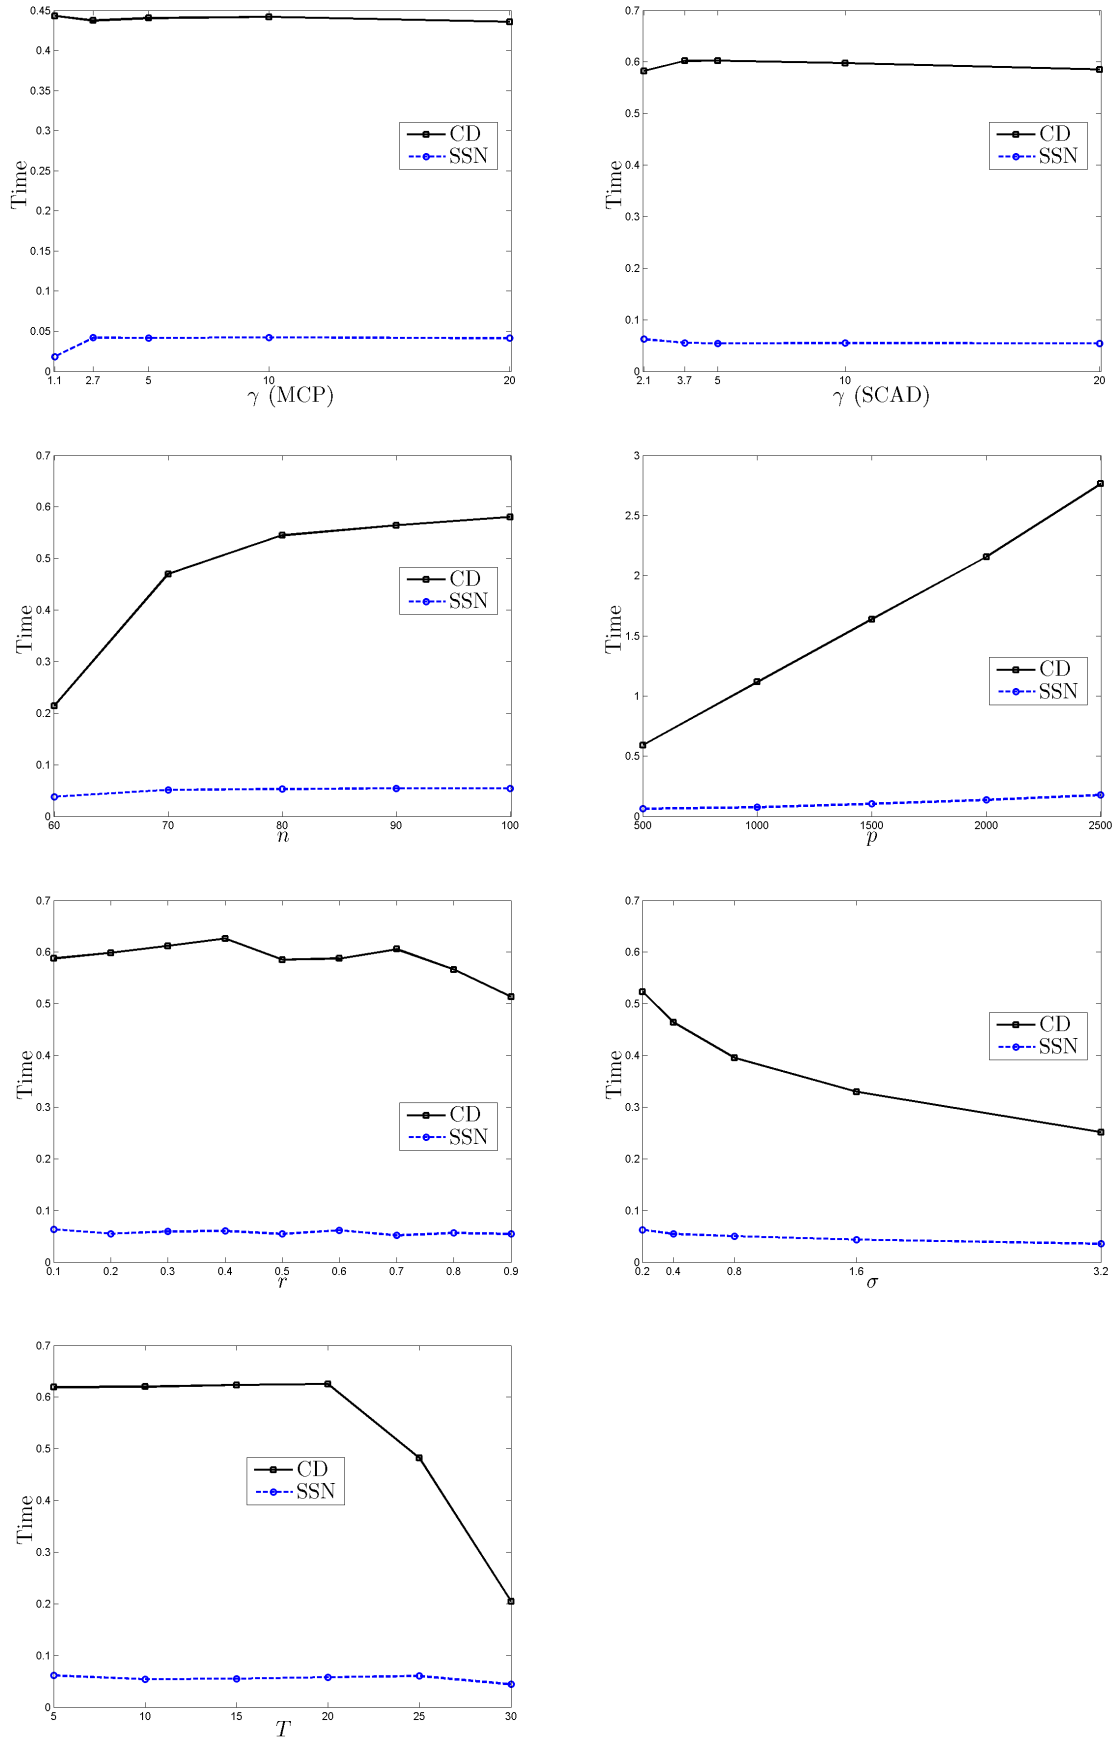 0.45
0.4
0.35
0.3
0.25
0.2
0.15
0.1
0.05
0
Time
CD
SSN
1.1 2.7 5 10 20
γ (MCP)
0.7
0.6
0.5
0.4
0.3
0.2
0.1
0
Time
CD
SSN
2.1 3.7 5 10 20
γ (SCAD)
0.7
0.6
0.5
0.4
0.3
0.2
0.1
0
Time
CD
SSN
60 70 80 90 100
n
3
2.5
2
1.5
1
0.5
0
Time
CD
SSN
500 1000 1500 2000 2500
p
0.7
0.6
0.5
0.4
0.3
0.2
0.1
0
Time
CD
SSN
0.1 0.2 0.3 0.4 0.5 0.6 0.7 0.8 0.9
r
0.7
0.6
0.5
0.4
0.3
0.2
0.1
0
Time
CD
SSN
0.2 0.4 0.8 1.6 3.2
σ
0.7
0.6
0.5
0.4
0.3
0.2
0.1
0
Time
CD
SSN
5 10 15 20 25 30
T